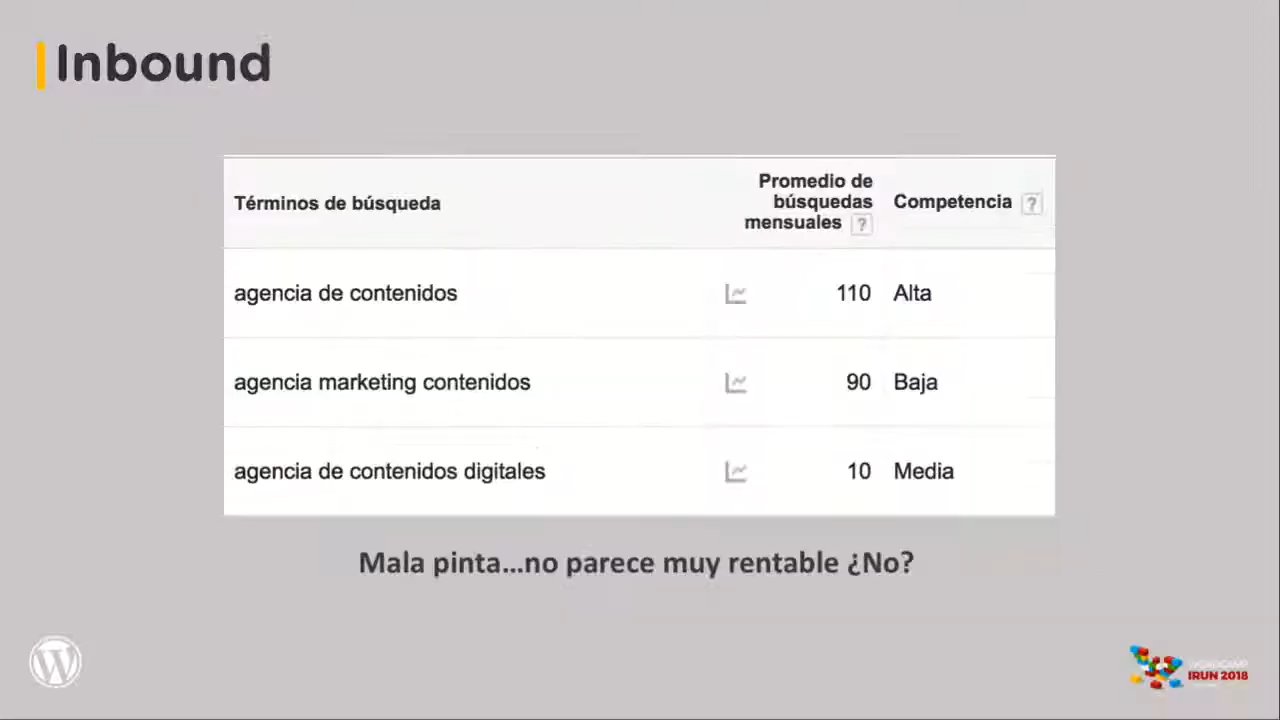 Inbound
Términos de búsqueda
Promedio de
búsquedas
mensuales ?
Competencia ?
agencia de contenidos 110 Alta
agencia marketing contenidos 90 Baja
agencia de contenidos digitales 10 Media
Mala pinta...no parece muy rentable ¿No?
W
WORDCAMP
IRUN 2018